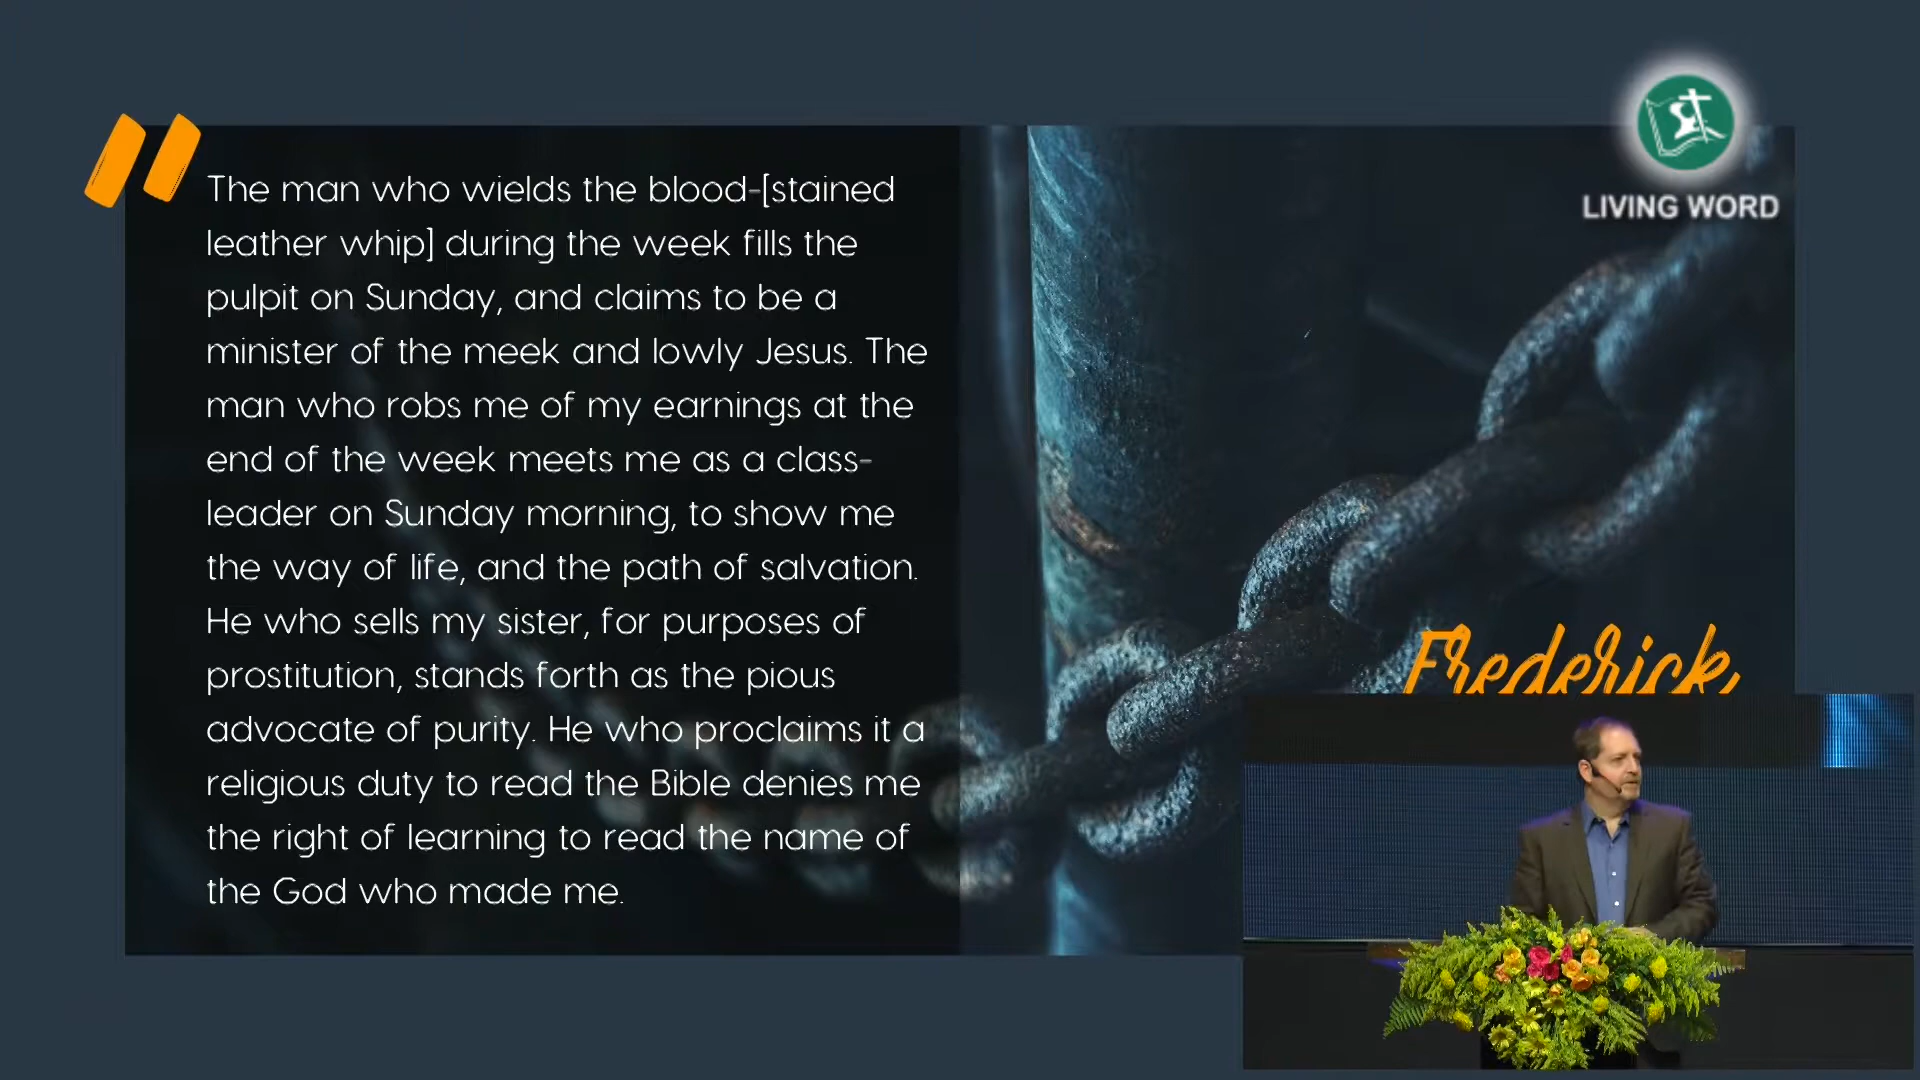 The man who wields the blood-[stained
leather whip] during the week fills the
pulpit on Sunday, and claims to be a
minister of the meek and lowly Jesus. The
man who robs me of my earnings at the
end of the week meets me as a class-
leader on Sunday morning, to show me
the way of life, and the path of salvation.
He who sells my sister, for purposes of
prostitution, stands forth as the pious
advocate of purity. He who proclaims it a
religious duty to read the Bible denies me
the right of learning to read the name of
the God who made me.
LIVING WORD
Frederick